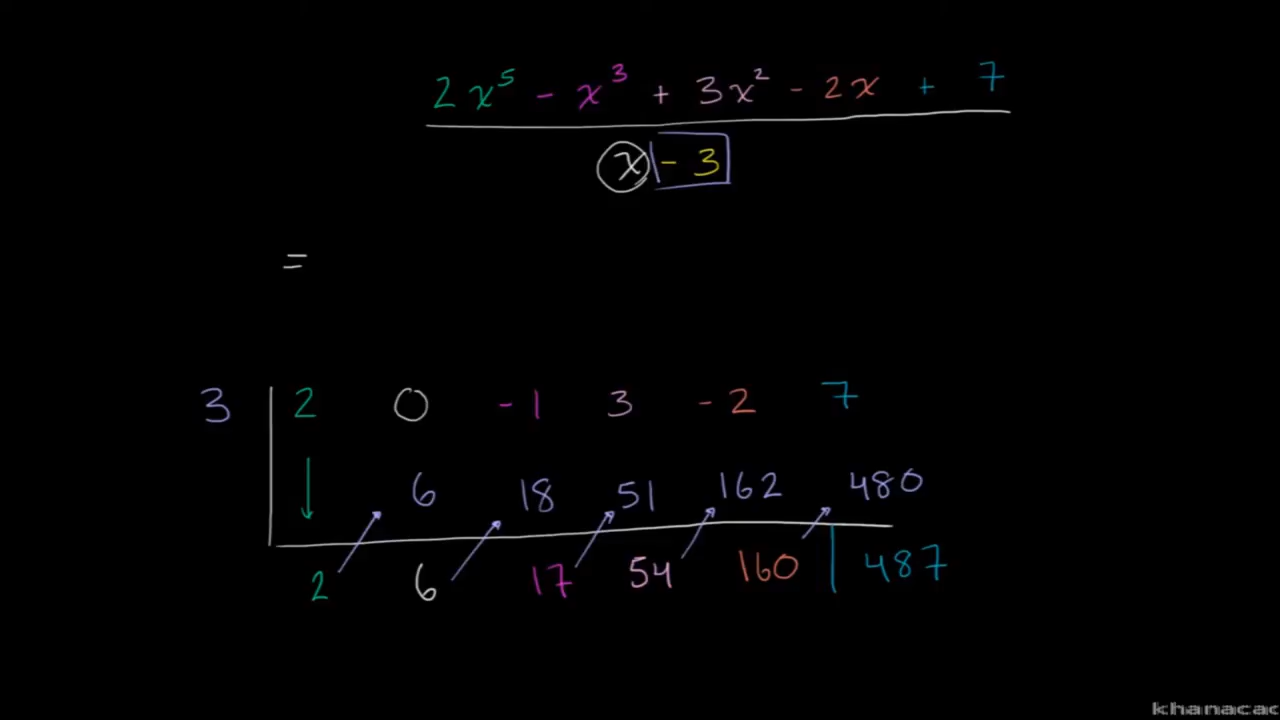 2x⁵ - x³ + 3x² - 2x + 7
x - 3
=
3 2 0 -1 3 -2 7
6 18 51 162 480
2 6 17 54 160 487
khanacac